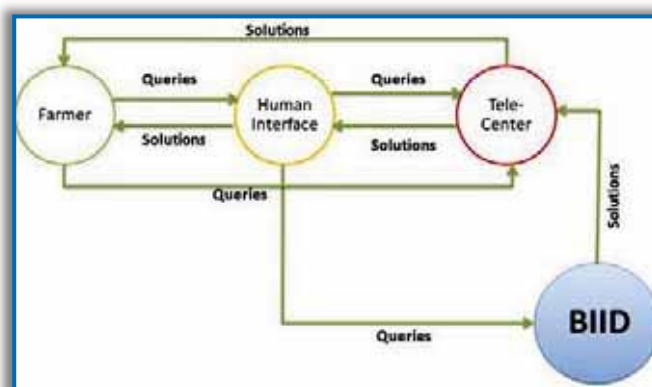 Solutions
Queries
Queries
Farmer
Human
Interface
Tele-
Center
Solutions
Solutions
Queries
Solutions
BIID
Queries